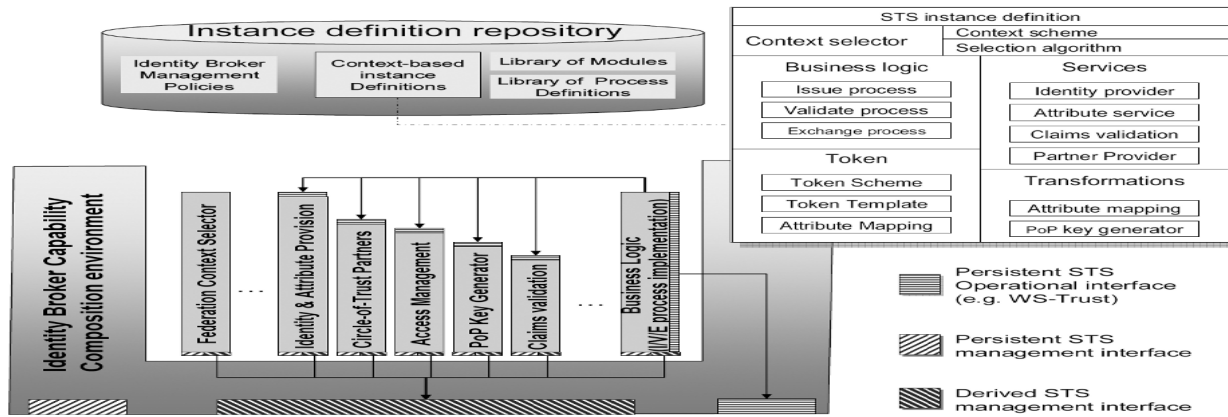 Instance definition repository
Identity Broker
Management
Policies
Context-based
instance
Definitions
Library of Modules
Library of Process
Definitions
STS instance definition
Context selector
Context scheme
Selection algorithm
Business logic
Issue process
Validate process
Exchange process
Services
Identity provider
Attribute service
Claims validation
Partner Provider
Token
Token Scheme
Token Template
Attribute Mapping
Transformations
Attribute mapping
PoP key generator
Identity Broker Capability
Composition environment
Federation Context Selector
...
Identity & Attribute Provision
Circle-of-Trust Partners
Access Management
PoP Key Generator
Claims validation
...
Business Logic
(I/V/E process implementation)
Persistent STS
Operational interface
(e.g. WS-Trust)
Persistent STS
management interface
Derived STS
management interface